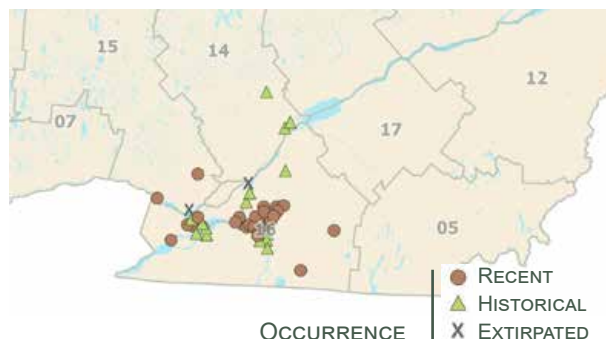 15
14
12
07
17
16
05
RECENT
HISTORICAL
OCCURRENCE
X EXTIRPATED